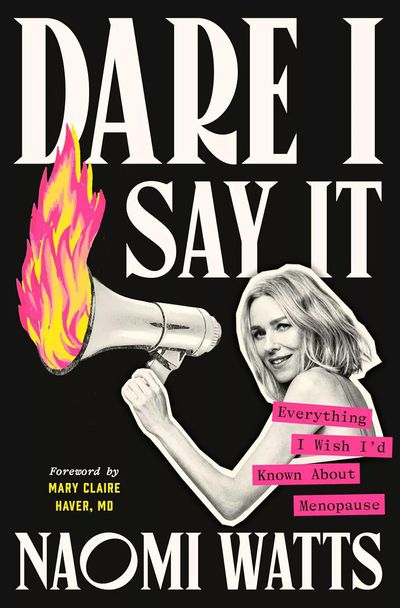 DARE I
SAY IT
Everything
I Wish I'd
Known About
Menopause
Foreword by
MARY CLAIRE
HAVER, MD
NAOMI WATTS